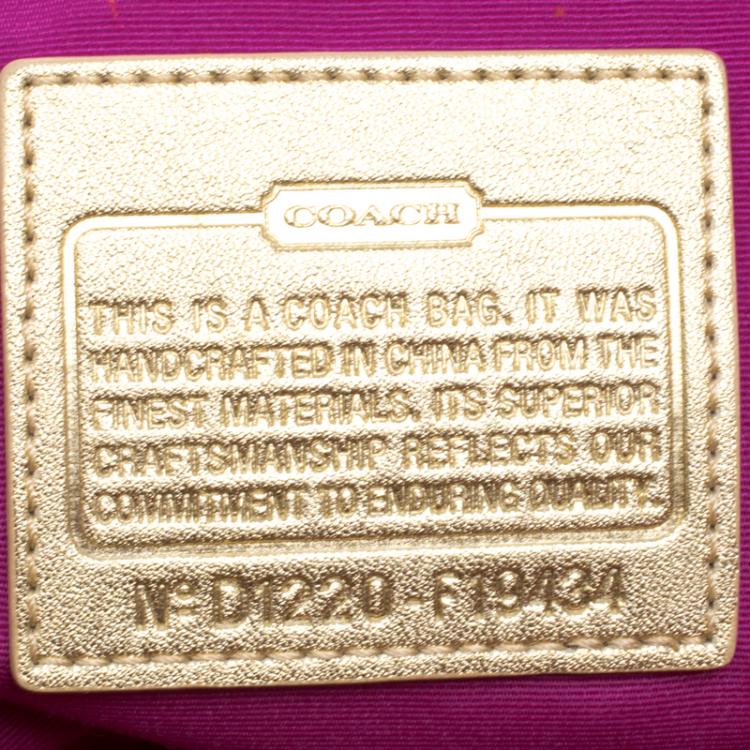 COACH
THIS IS A COACH BAG. IT WAS
HANDCRAFTED IN CHINA FROM THE
FINEST MATERIALS. ITS SUPERIOR
CRAFTSMANSHIP REFLECTS OUR
COMMITMENT TO ENDURING QUALITY.
Nº D1220-F19434